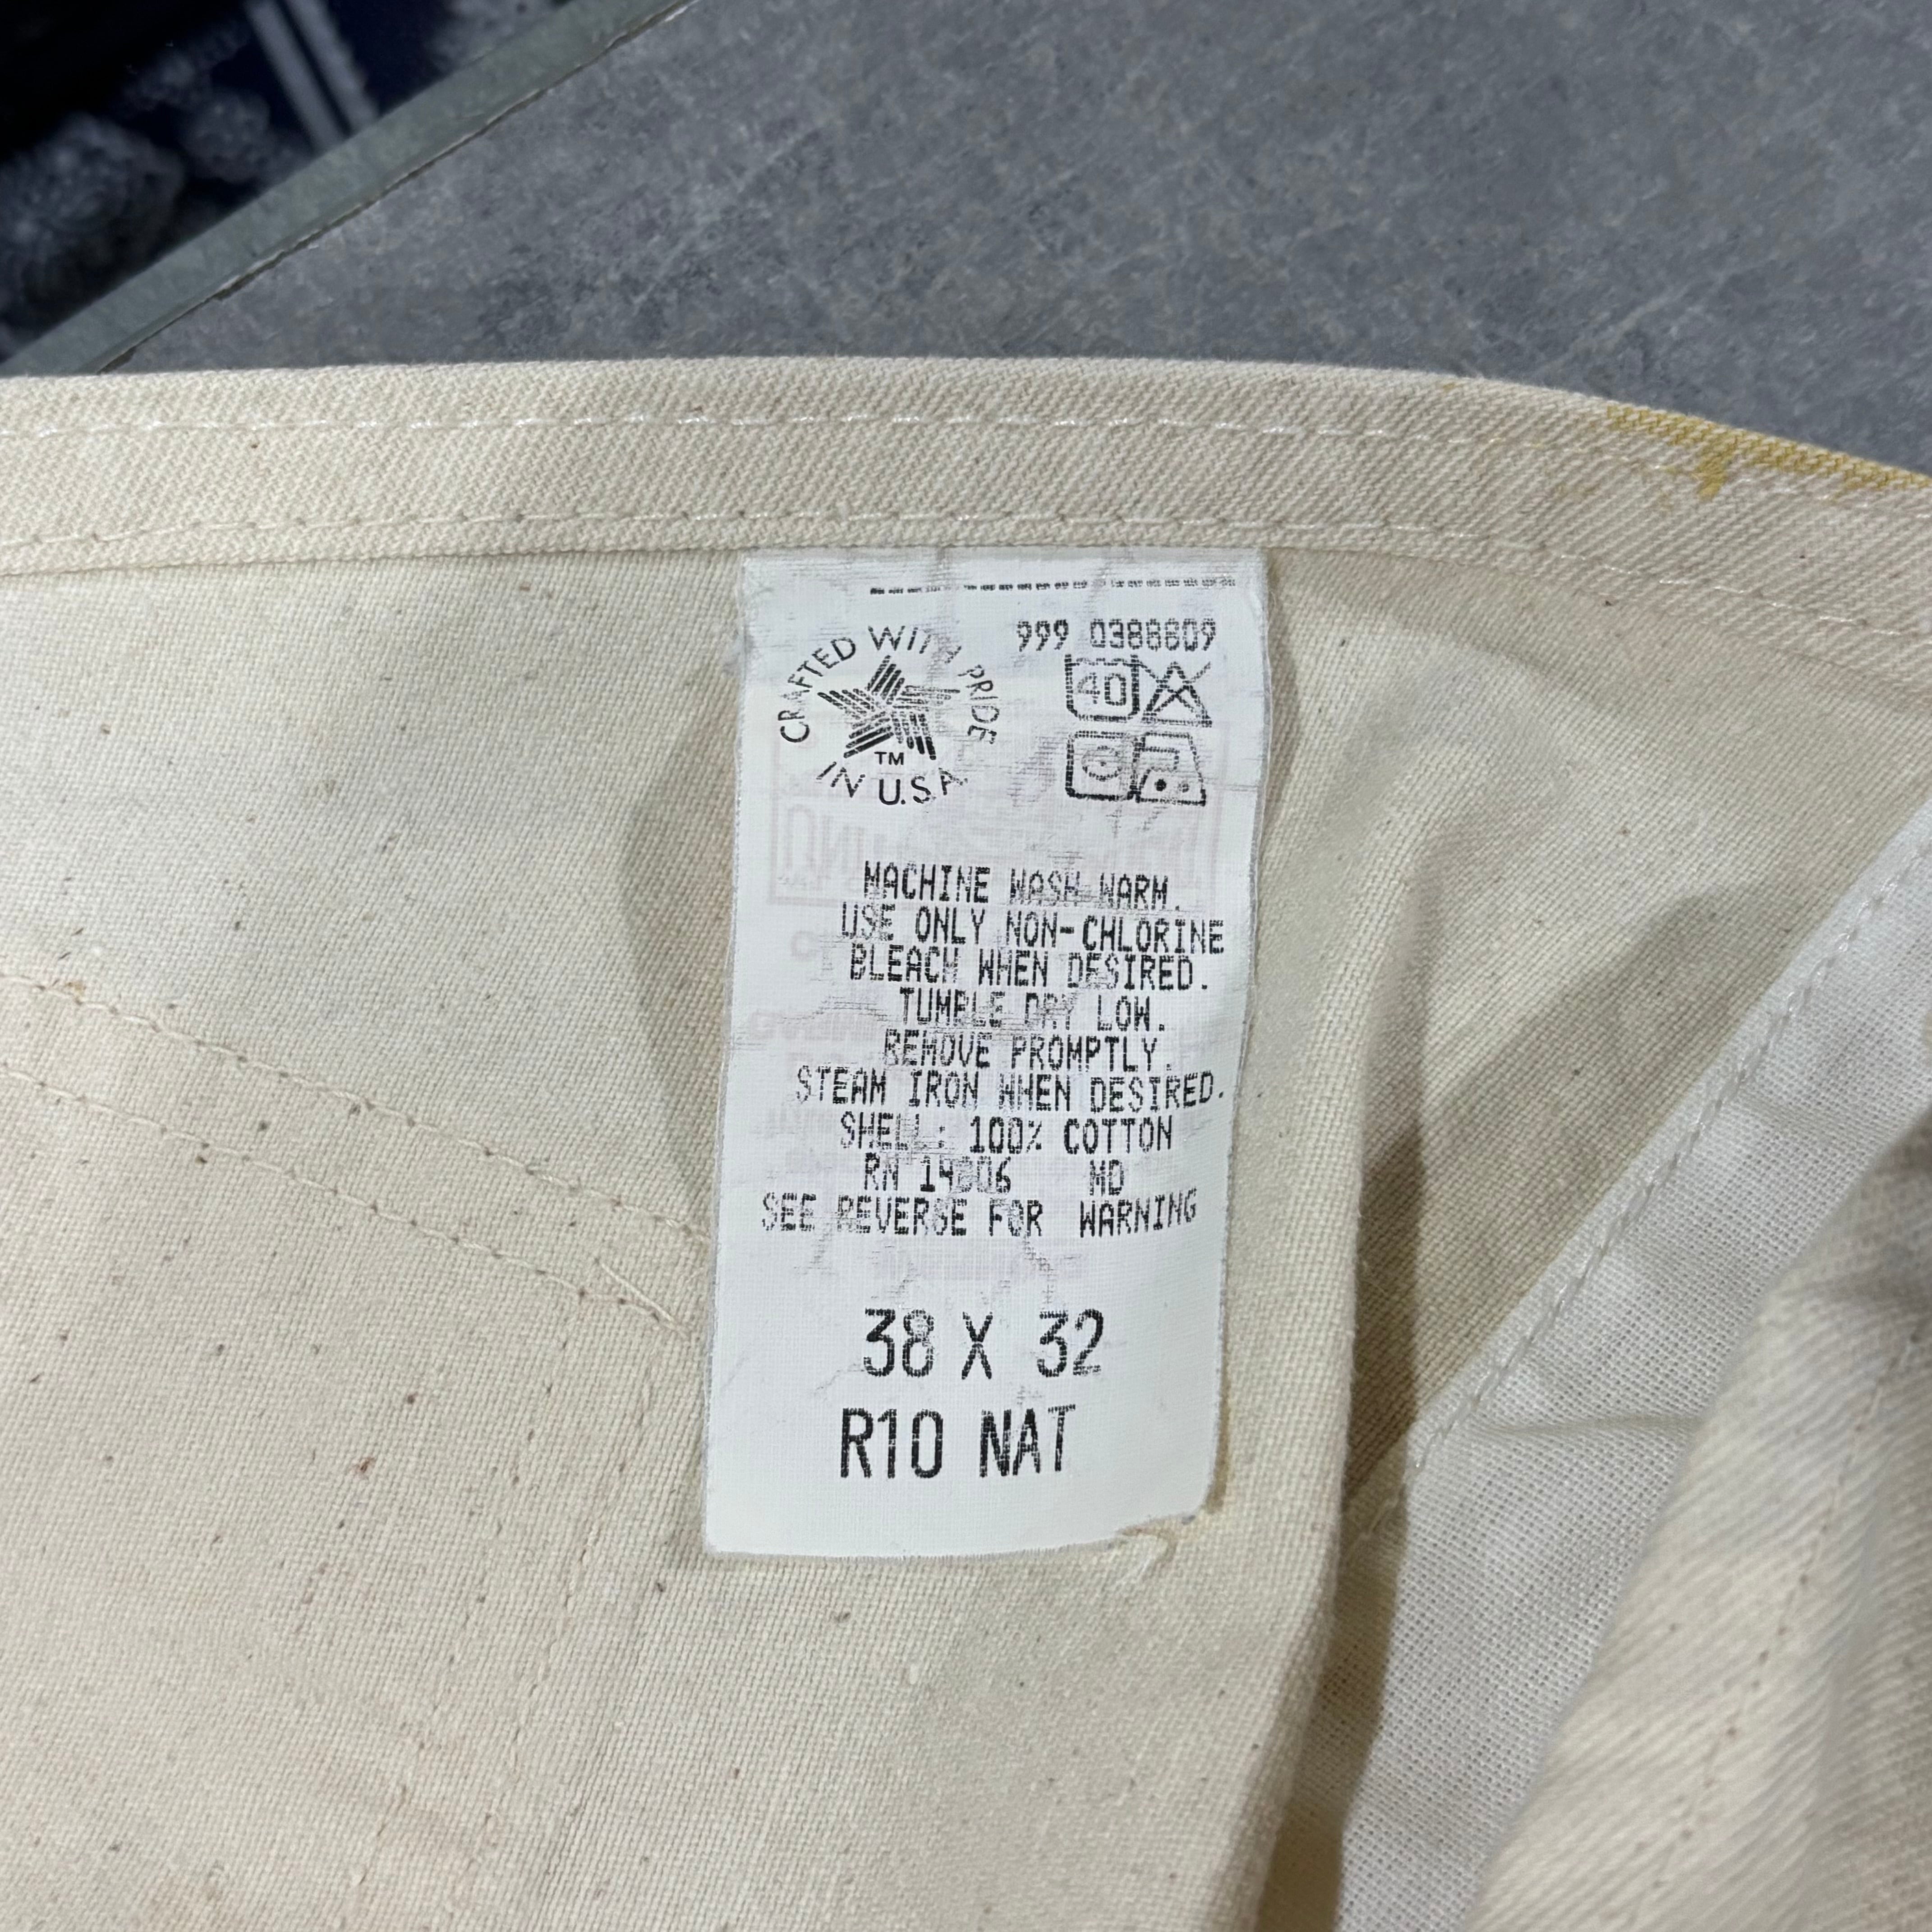 CRAFTED WITH PRIDE
TM
IN U.S.A.
999 0388809
40
MACHINE WASH WARM.
USE ONLY NON-CHLORINE
BLEACH WHEN DESIRED.
TUMBLE DRY LOW.
REMOVE PROMPTLY.
STEAM IRON WHEN DESIRED.
SHELL: 100% COTTON
RN 14806 MD
SEE REVERSE FOR WARNING
38 X 32
R10 NAT